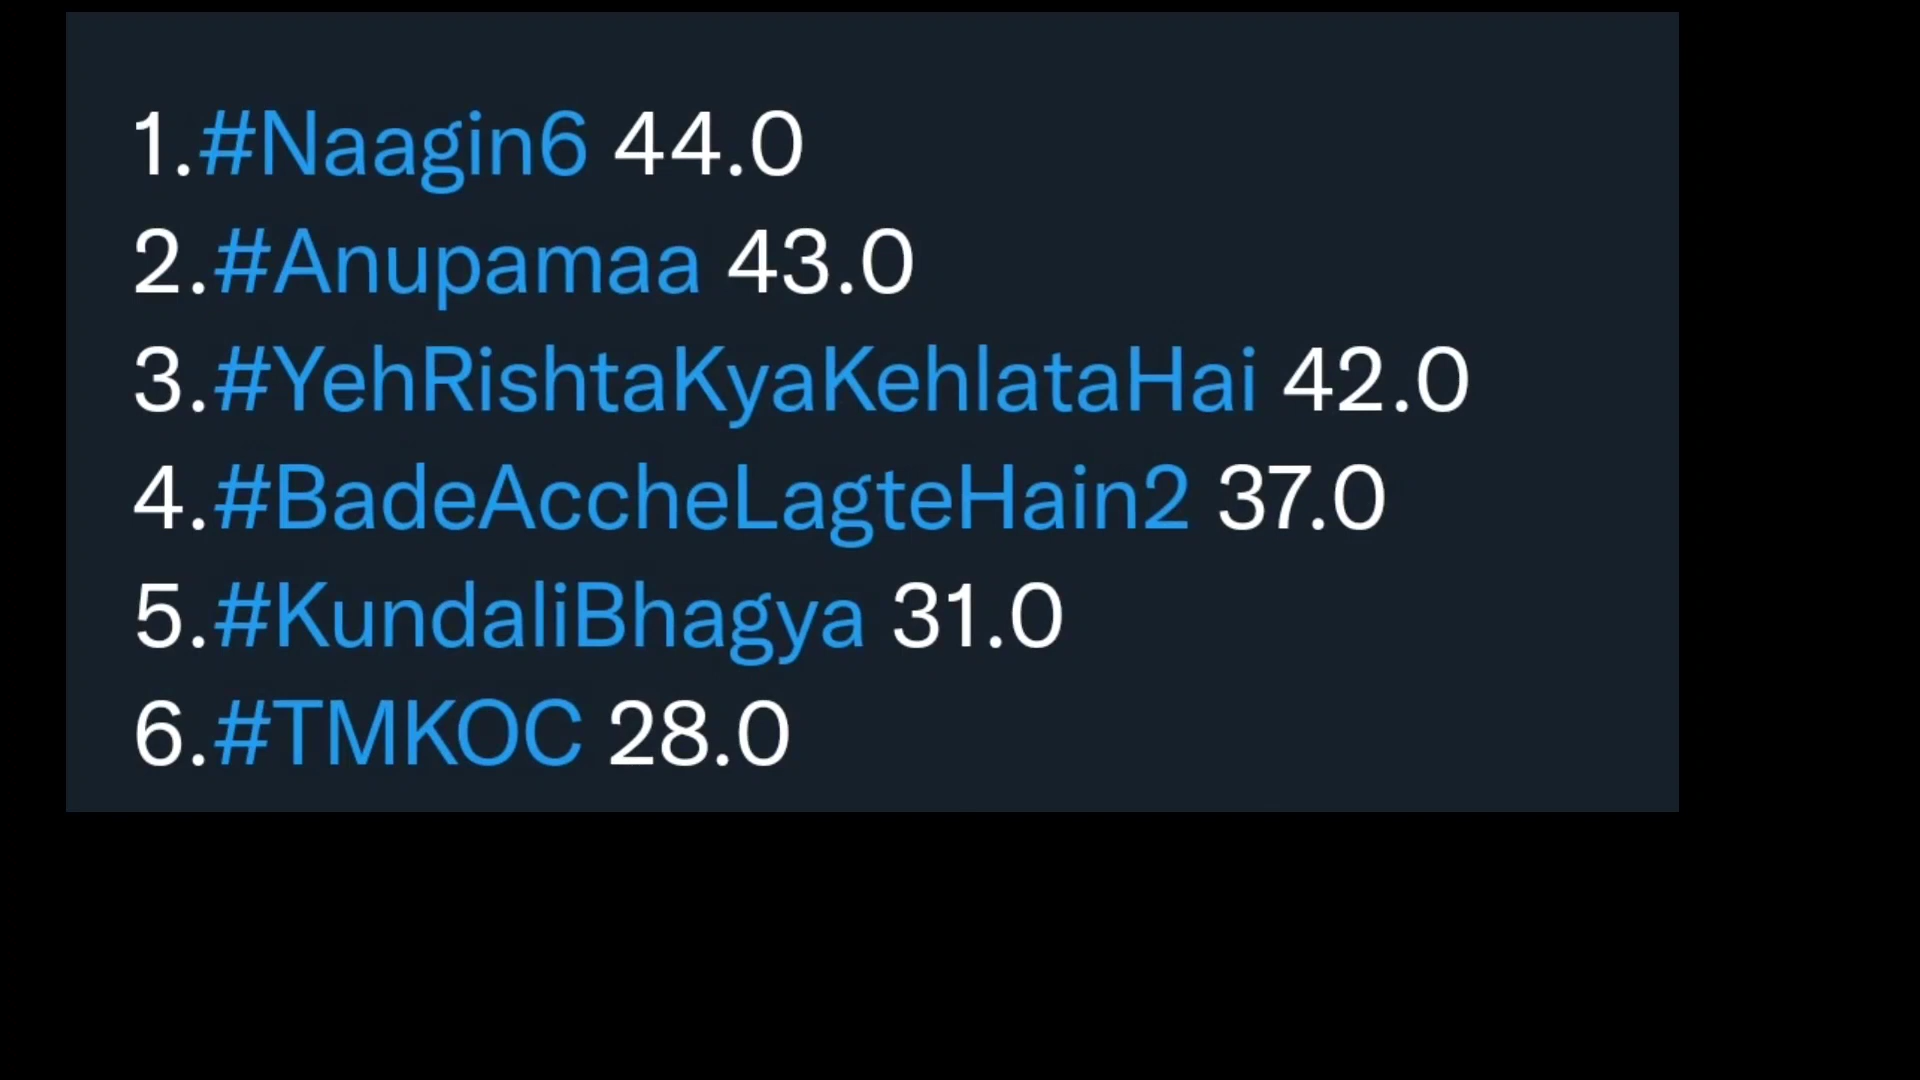 1.#Naagin6 44.0
2.#Anupamaa 43.0
3.#YehRishtaKyaKehlataHai 42.0
4.#BadeAccheLagteHain2 37.0
5.#KundaliBhagya 31.0
6.#TMKOC 28.0